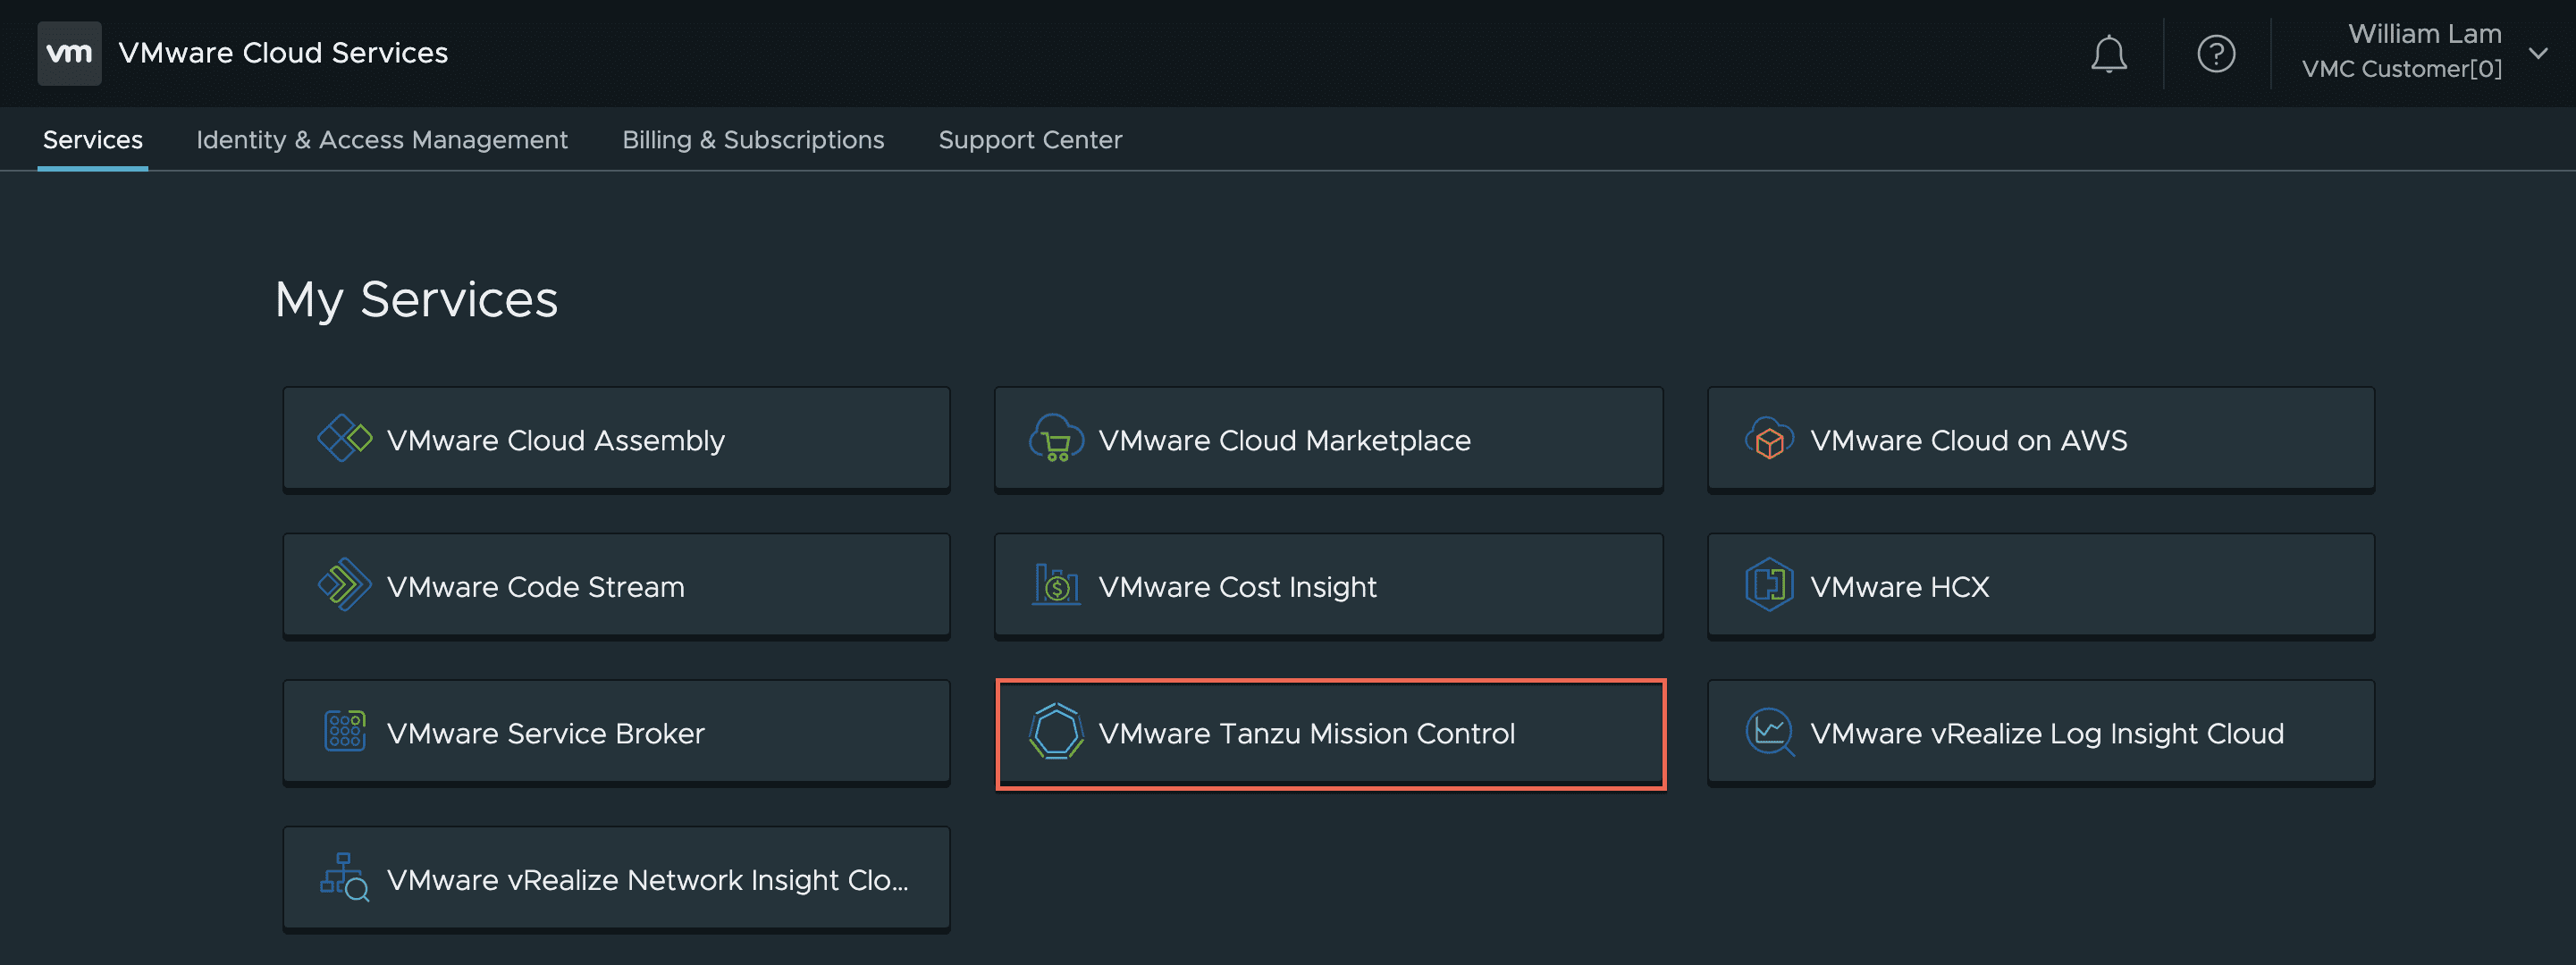 vm
VMware Cloud Services
William Lam
VMC Customer[0]
Services
Identity & Access Management
Billing & Subscriptions
Support Center
My Services
VMware Cloud Assembly
VMware Cloud Marketplace
VMware Cloud on AWS
VMware Code Stream
VMware Cost Insight
VMware HCX
VMware Service Broker
VMware Tanzu Mission Control
VMware vRealize Log Insight Cloud
VMware vRealize Network Insight Clo...